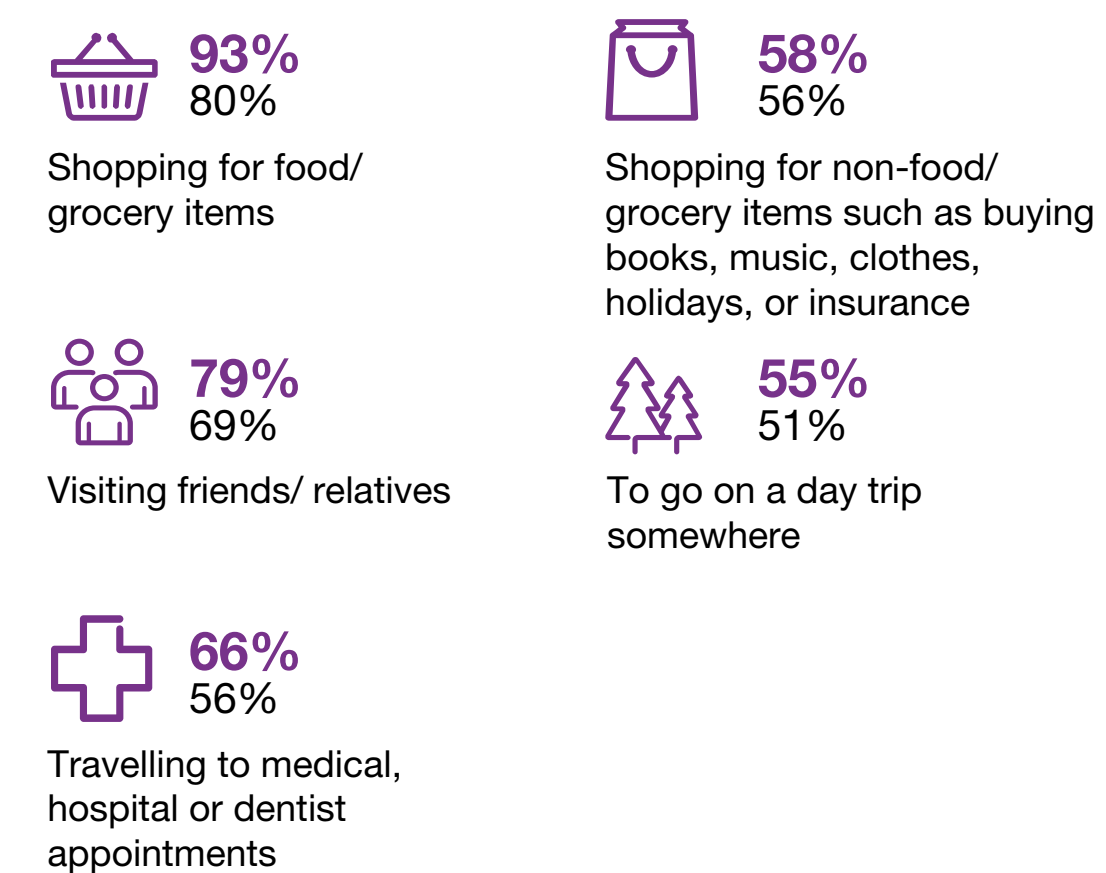 93%
80%
Shopping for food/
grocery items
58%
56%
Shopping for non-food/
grocery items such as buying
books, music, clothes,
holidays, or insurance
79%
69%
Visiting friends/ relatives
55%
51%
To go on a day trip
somewhere
66%
56%
Travelling to medical,
hospital or dentist
appointments